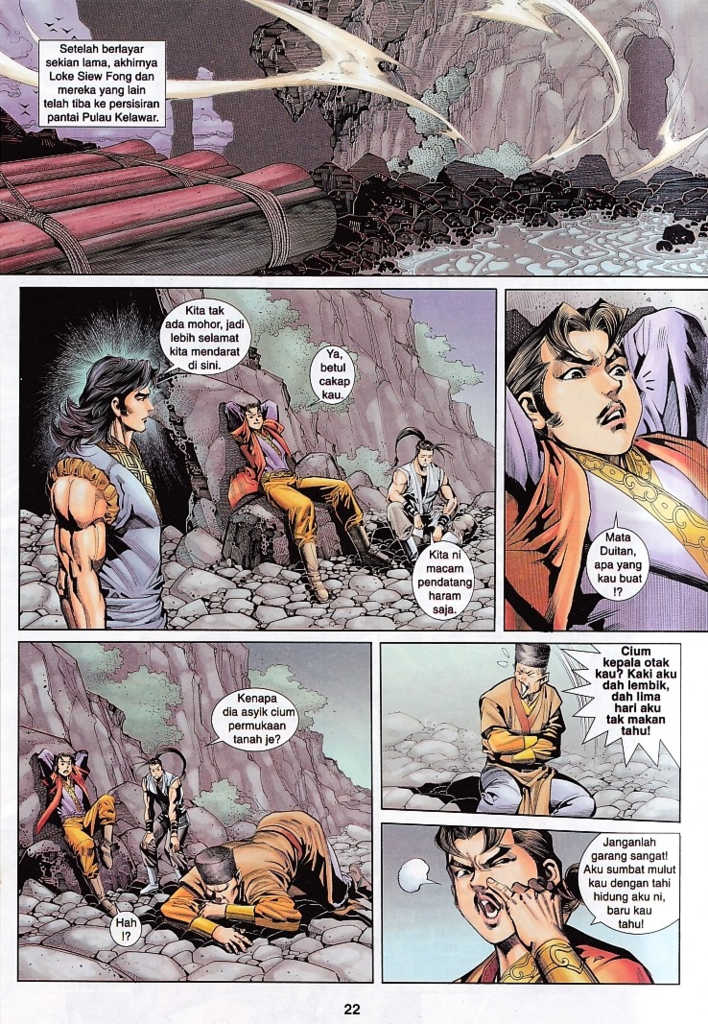 Setelah berlayar
sekian lama, akhirnya
Loke Siew Fong dan
mereka yang lain
telah tiba ke persisiran
pantai Pulau Kelawar.
Kita tak
ada mohor, jadi
lebih selamat
kita mendarat
di sini.
Ya,
betul
cakap
kau.
Kita ni
macam
pendatang
haram
saja.
Mata
Duitan,
apa yang
kau buat
!?
Kenapa
dia asyik cium
permukaan
tanah je?
Hah
!?
Cium
kepala otak
kau? Kaki aku
dah lembik,
dah lima
hari aku
tak makan
tahu!
Janganlah
garang sangat!
Aku sumbat mulut
kau dengan tahi
hidung aku ni,
baru kau
tahu!
22